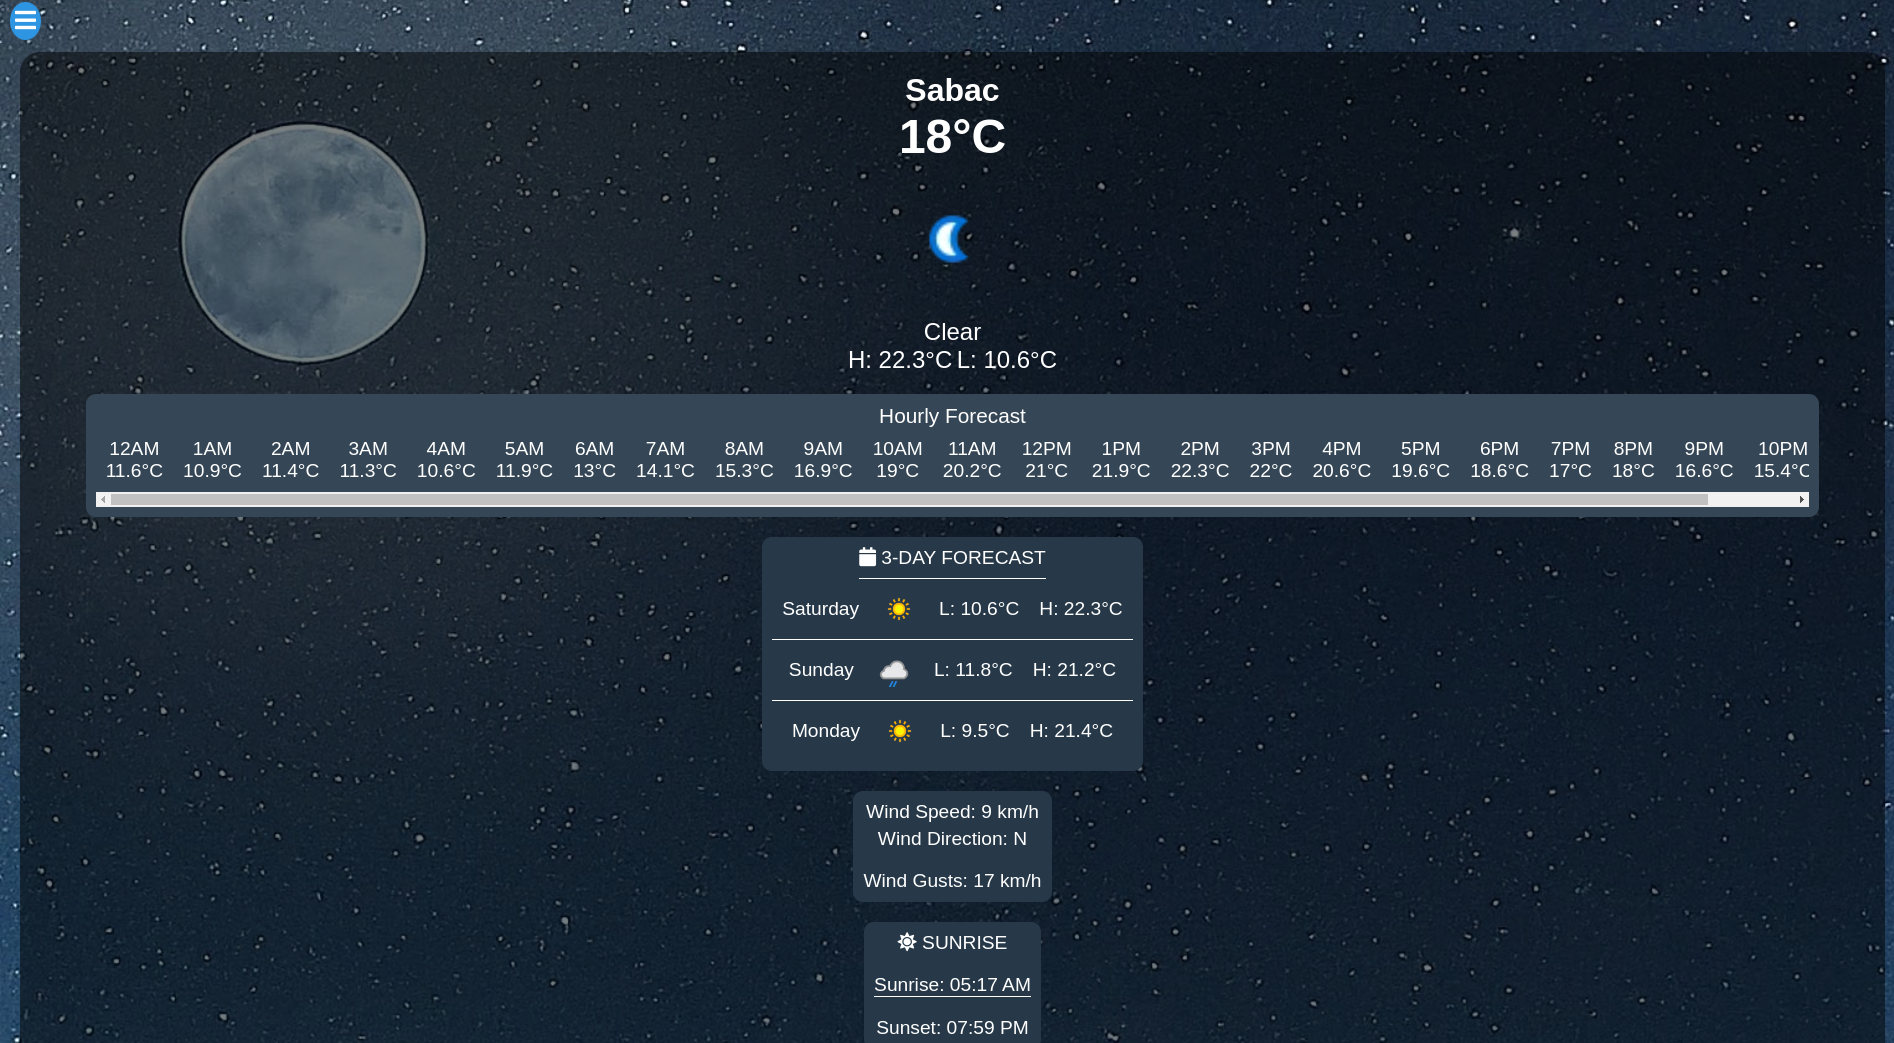 Sabac
18°C
Clear
H: 22.3°C L: 10.6°C
Hourly Forecast
12AM 1AM 2AM 3AM 4AM 5AM 6AM 7AM 8AM 9AM 10AM 11AM 12PM 1PM 2PM 3PM 4PM 5PM 6PM 7PM 8PM 9PM 10PM
11.6°C 10.9°C 11.4°C 11.3°C 10.6°C 11.9°C 13°C 14.1°C 15.3°C 16.9°C 19°C 20.2°C 21°C 21.9°C 22.3°C 22°C 20.6°C 19.6°C 18.6°C 17°C 18°C 16.6°C 15.4°C
3-DAY FORECAST
Saturday L: 10.6°C H: 22.3°C
Sunday L: 11.8°C H: 21.2°C
Monday L: 9.5°C H: 21.4°C
Wind Speed: 9 km/h
Wind Direction: N
Wind Gusts: 17 km/h
SUNRISE
Sunrise: 05:17 AM
Sunset: 07:59 PM